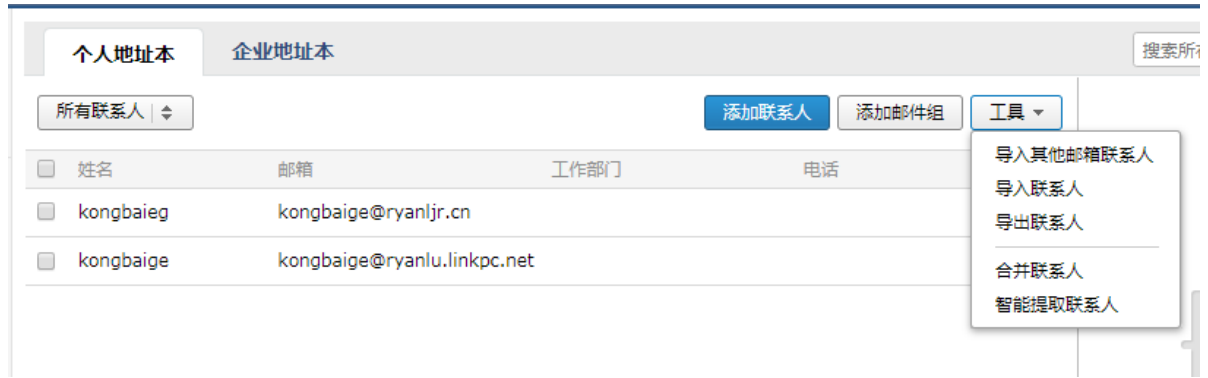 个人地址本 企业地址本 搜索所
所有联系人 添加联系人 添加邮件组 工具
姓名 邮箱 工作部门 电话
导入其他邮箱联系人
导入联系人
导出联系人
合并联系人
智能提取联系人
kongbaieg kongbaige@ryanljr.cn
kongbaige kongbaige@ryanlu.linkpc.net